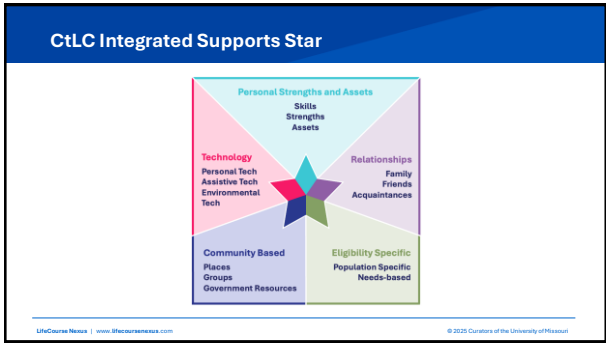 CtLC Integrated Supports Star
Personal Strengths and Assets
Skills
Strengths
Assets
Technology
Personal Tech
Assistive Tech
Environmental
Tech
Relationships
Family
Friends
Acquaintances
Community Based
Places
Groups
Government Resources
Eligibility Specific
Population Specific
Needs-based
LifeCourse Nexus | www.lifecoursenexus.com
© 2025 Curators of the University of Missouri